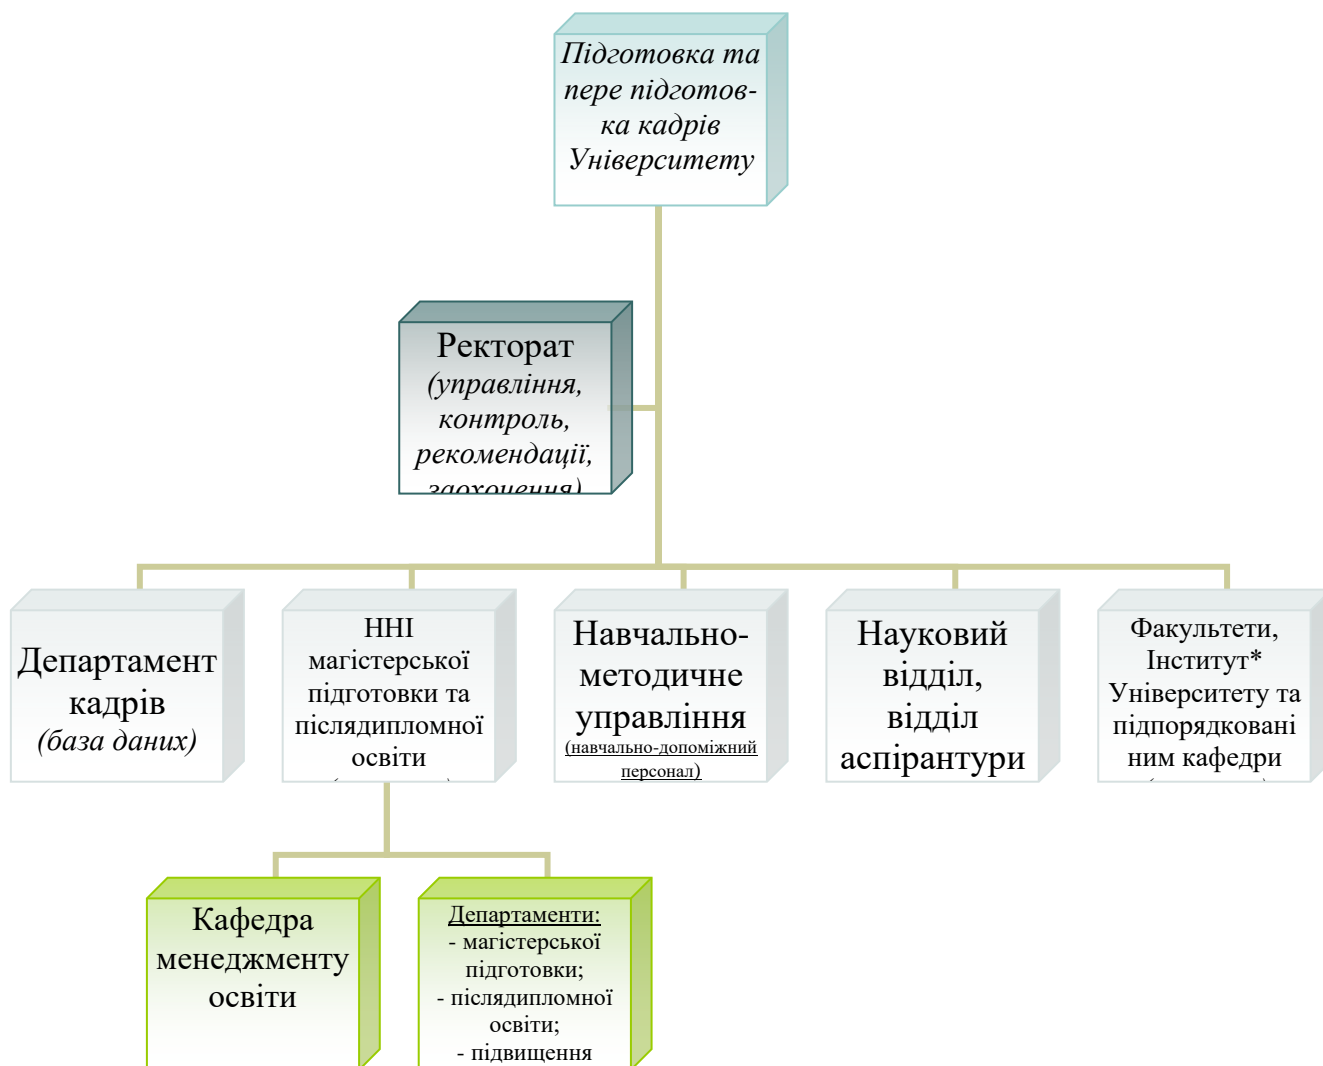 Підготовка та
пере підготов-
ка кадрів
Університету
Ректорат
(управління,
контроль,
рекомендації,
заохочення)
Департамент
кадрів
(база даних)
ННІ
магістерської
підготовки та
післядипломної
освіти
Навчально-
методичне
управління
(навчально-допоміжний
персонал)
Науковий
відділ,
відділ
аспірантури
Факультети,
Інститут*
Університету та
підпорядковані
ним кафедри
Кафедра
менеджменту
освіти
Департаменти:
- магістерської
підготовки;
- післядипломної
освіти;
- підвищення